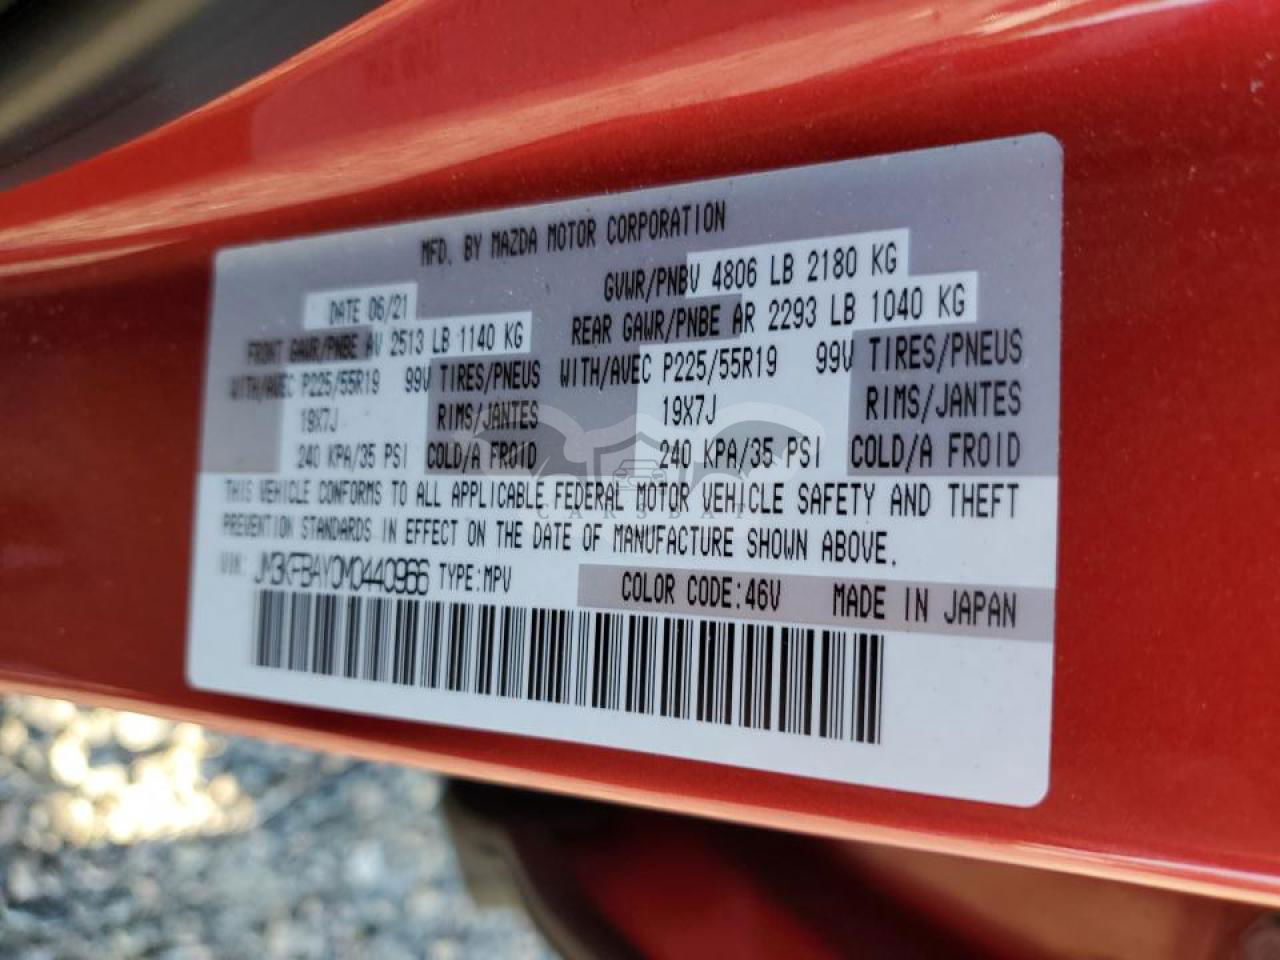 MFD. BY MAZDA MOTOR CORPORATION
DATE 06/21 GVWR/PNBV 4806 LB 2180 KG
FRONT GAWR/PNBE AV 2513 LB 1140 KG REAR GAWR/PNBE AR 2293 LB 1040 KG
WITH/AVEC P225/55R19 99V TIRES/PNEUS WITH/AVEC P225/55R19 99V TIRES/PNEUS
19X7J RIMS/JANTES 19X7J RIMS/JANTES
240 KPA/35 PSI COLD/A FROID 240 KPA/35 PSI COLD/A FROID
THIS VEHICLE CONFORMS TO ALL APPLICABLE FEDERAL MOTOR VEHICLE SAFETY AND THEFT
PREVENTION STANDARDS IN EFFECT ON THE DATE OF MANUFACTURE SHOWN ABOVE.
VIN: JM3KFBAY0M0440966 TYPE:MPV COLOR CODE:46V MADE IN JAPAN